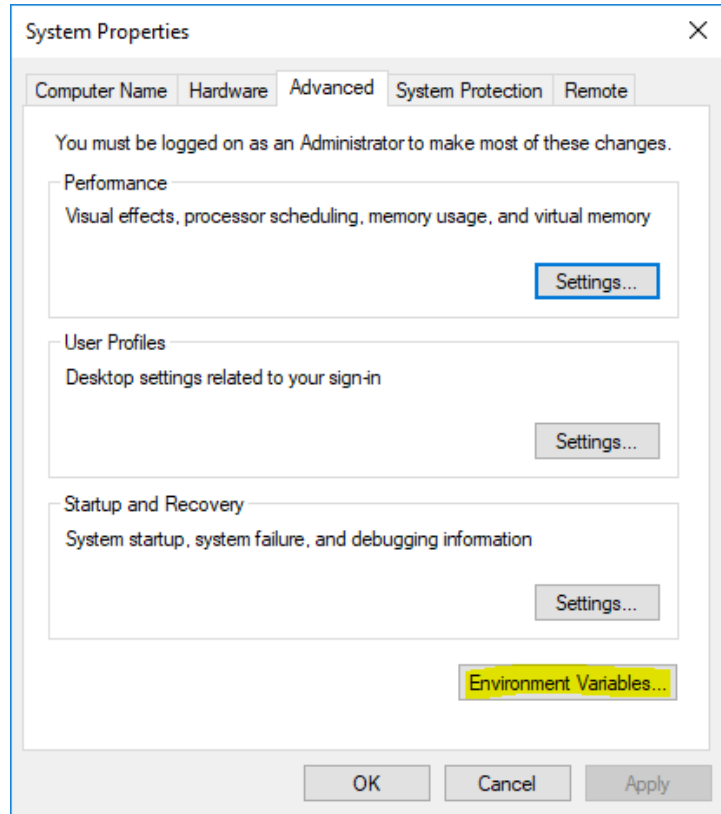 System Properties
Computer Name Hardware Advanced System Protection Remote
You must be logged on as an Administrator to make most of these changes.
Performance
Visual effects, processor scheduling, memory usage, and virtual memory
Settings...
User Profiles
Desktop settings related to your sign-in
Settings...
Startup and Recovery
System startup, system failure, and debugging information
Settings...
Environment Variables...
OK Cancel Apply